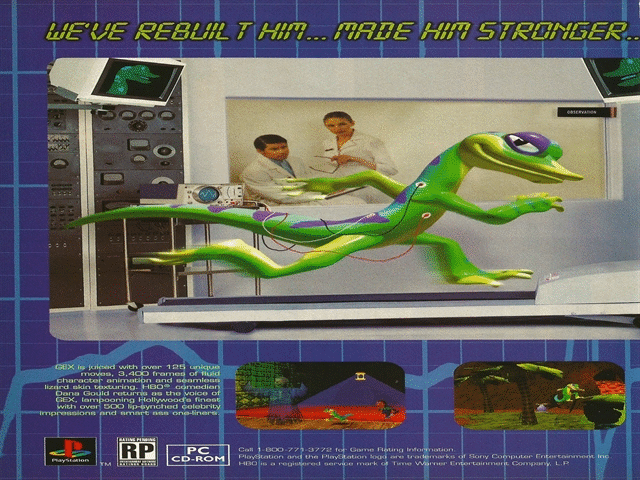 WE'VE REBUILT HIM... MADE HIM STRONGER...
OBSERVATION
GEX is juiced with over 125 unique
moves, 3,400 frames of fluid
character animation and seamless
lizard skin texturing. HBO® comedian
Dana Gould returns as the voice of
GEX, lampooning Hollywood's finest
with over 500 lip-synched celebrity
impressions and smart ass one-liners.
PlayStation
TM
RATING PENDING
RP
PC
CD-ROM
Call 1-800-771-3772 for Game Rating Information.
PlayStation and the PlayStation logo are trademarks of Sony Computer Entertainment Inc.
HBO is a registered service mark of Time Warner Entertainment Company, L.P.